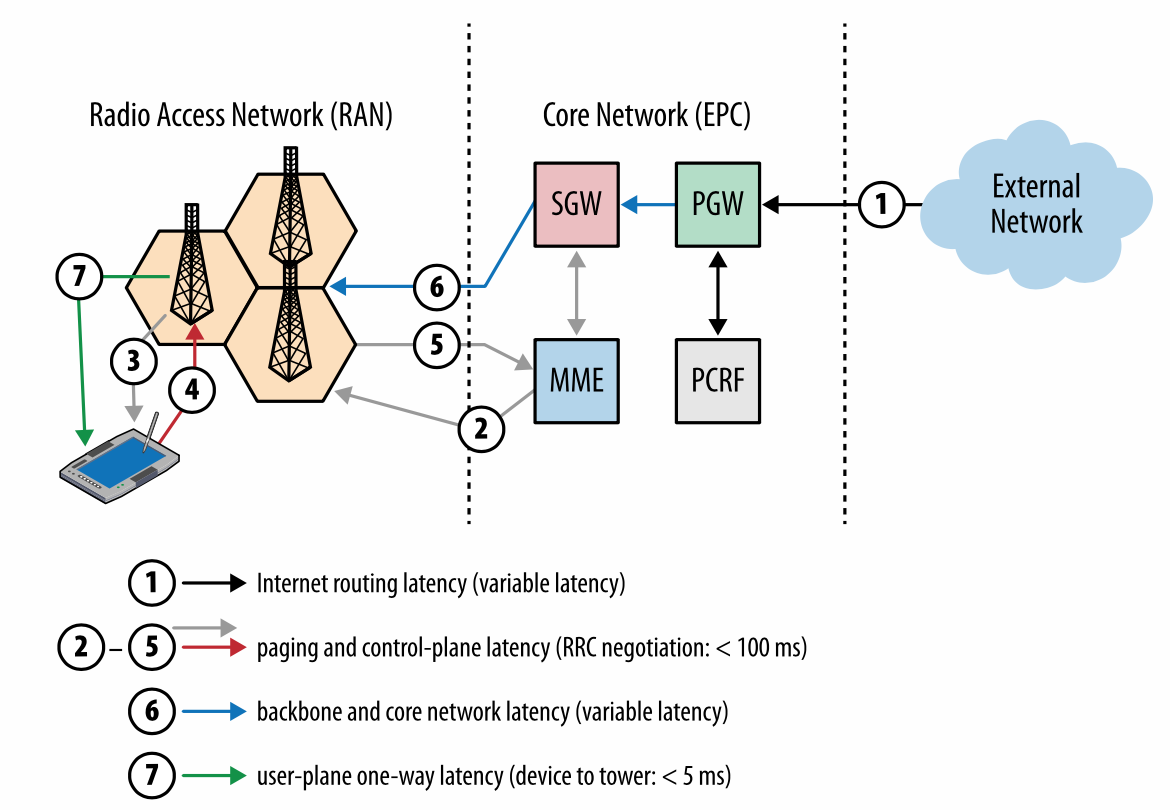 Radio Access Network (RAN)
Core Network (EPC)
External
Network
SGW
PGW
1
7
6
5
3
4
MME
PCRF
2
1 Internet routing latency (variable latency)
2 – 5 paging and control-plane latency (RRC negotiation: < 100 ms)
6 backbone and core network latency (variable latency)
7 user-plane one-way latency (device to tower: < 5 ms)